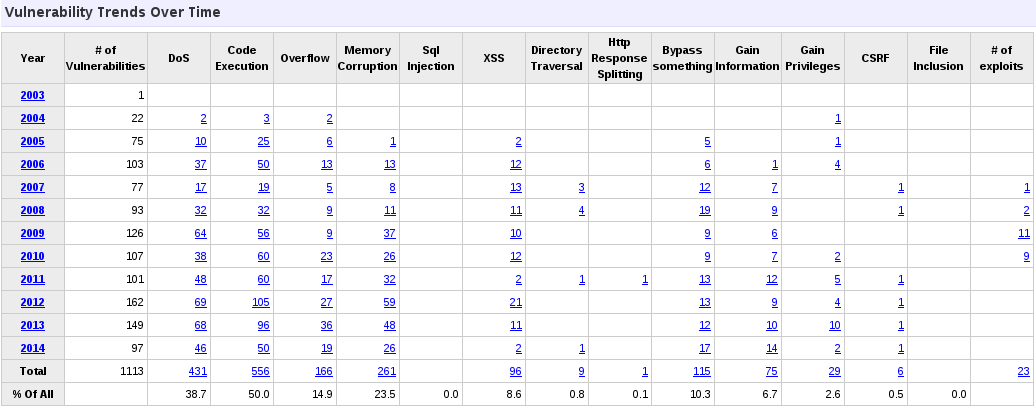 Vulnerability Trends Over Time
Year # of Vulnerabilities DoS Code Execution Overflow Memory Corruption Sql Injection XSS Directory Traversal Http Response Splitting Bypass something Gain Information Gain Privileges CSRF File Inclusion # of exploits
2003 1
2004 22 2 3 2 1
2005 75 10 25 6 1 2 5 1
2006 103 37 50 13 13 12 6 1 4
2007 77 17 19 5 8 13 3 12 7 1 1
2008 93 32 32 9 11 11 4 19 9 1 2
2009 126 64 56 9 37 10 9 6 11
2010 107 38 60 23 26 12 9 7 2 9
2011 101 48 60 17 32 2 1 1 13 12 5 1
2012 162 69 105 27 59 21 13 9 4 1
2013 149 68 96 36 48 11 12 10 10 1
2014 97 46 50 19 26 2 1 17 14 2 1
Total 1113 431 556 166 261 96 9 1 115 75 29 6 23
% Of All 38.7 50.0 14.9 23.5 0.0 8.6 0.8 0.1 10.3 6.7 2.6 0.5 0.0